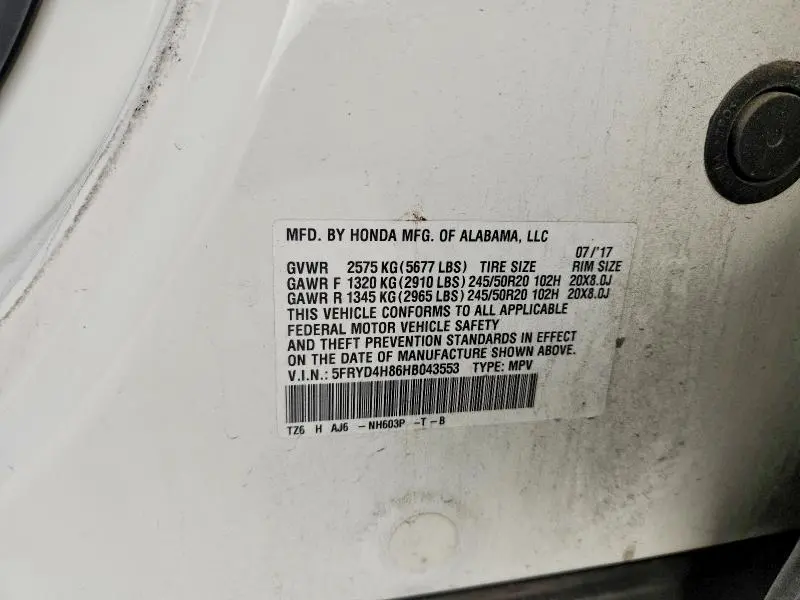 MFD. BY HONDA MFG. OF ALABAMA, LLC
07/'17
GVWR 2575 KG (5677 LBS) TIRE SIZE RIM SIZE
GAWR F 1320 KG (2910 LBS) 245/50R20 102H 20X8.0J
GAWR R 1345 KG (2965 LBS) 245/50R20 102H 20X8.0J
THIS VEHICLE CONFORMS TO ALL APPLICABLE
FEDERAL MOTOR VEHICLE SAFETY
AND THEFT PREVENTION STANDARDS IN EFFECT
ON THE DATE OF MANUFACTURE SHOWN ABOVE.
V.I.N.: 5FRYD4H86HB043553 TYPE: MPV
TZ6 H AJ6 -NH603P -T-B